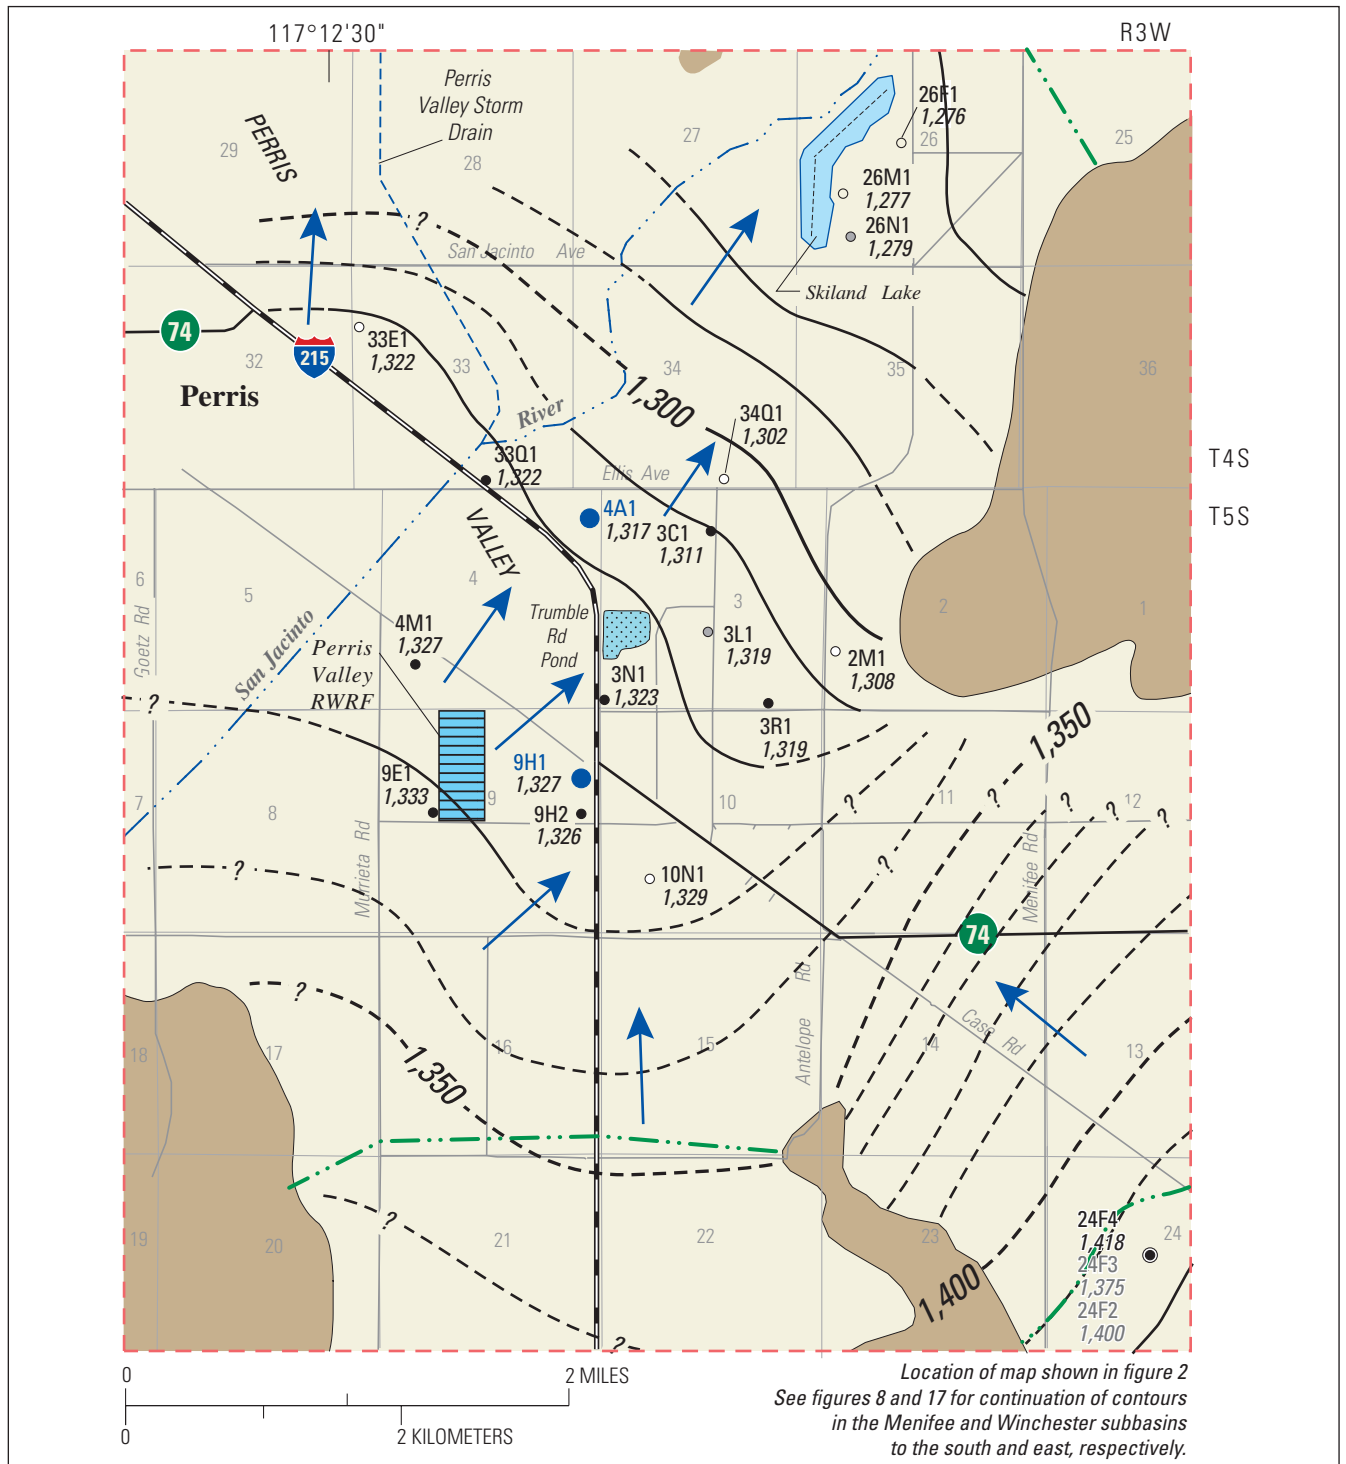 117°12'30"
R3W
PERRIS
Perris
Valley Storm
Drain
29
28
27
26F1
1,276
26
25
26M1
1,277
26N1
1,279
?
San Jacinto Ave
Skiland Lake
74
215
33E1
1,322
32
33
34
35
36
Perris
River
1,300
34Q1
1,302
33Q1
1,322
Ellis Ave
T4S
T5S
4A1
1,317
3C1
1,311
VALLEY
6
5
4
3
2
1
Goetz Rd
San Jacinto
4M1
1,327
Trumble
Rd
Pond
3L1
1,319
2M1
1,308
Perris
Valley
RWRF
3N1
1,323
?
3R1
1,319
1,350
9E1
1,333
9H1
1,327
9H2
1,326
7
8
9
10
11
12
?
?
?
?
?
Murrieta Rd
Menifee Rd
?
?
10N1
1,329
74
?
Antelope Rd
Case Rd
18
17
16
15
14
13
1,350
24F4
1,418
24F3
1,375
24F2
1,400
24
19
20
21
22
23
?
1,400
?
0
2 MILES
0
2 KILOMETERS
Location of map shown in figure 2
See figures 8 and 17 for continuation of contours
in the Menifee and Winchester subbasins
to the south and east, respectively.